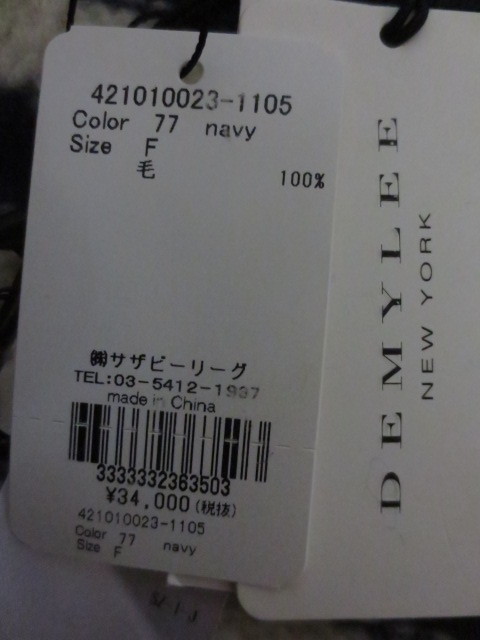 421010023-1105
Color 77 navy
Size F
毛 100%
㈱サザビーリーグ
TEL:03-5412-1937
made in China
3333332363503
¥34,000(税抜)
421010023-1105
Color 77 navy
Size F
DEMYLEE
NEW YORK